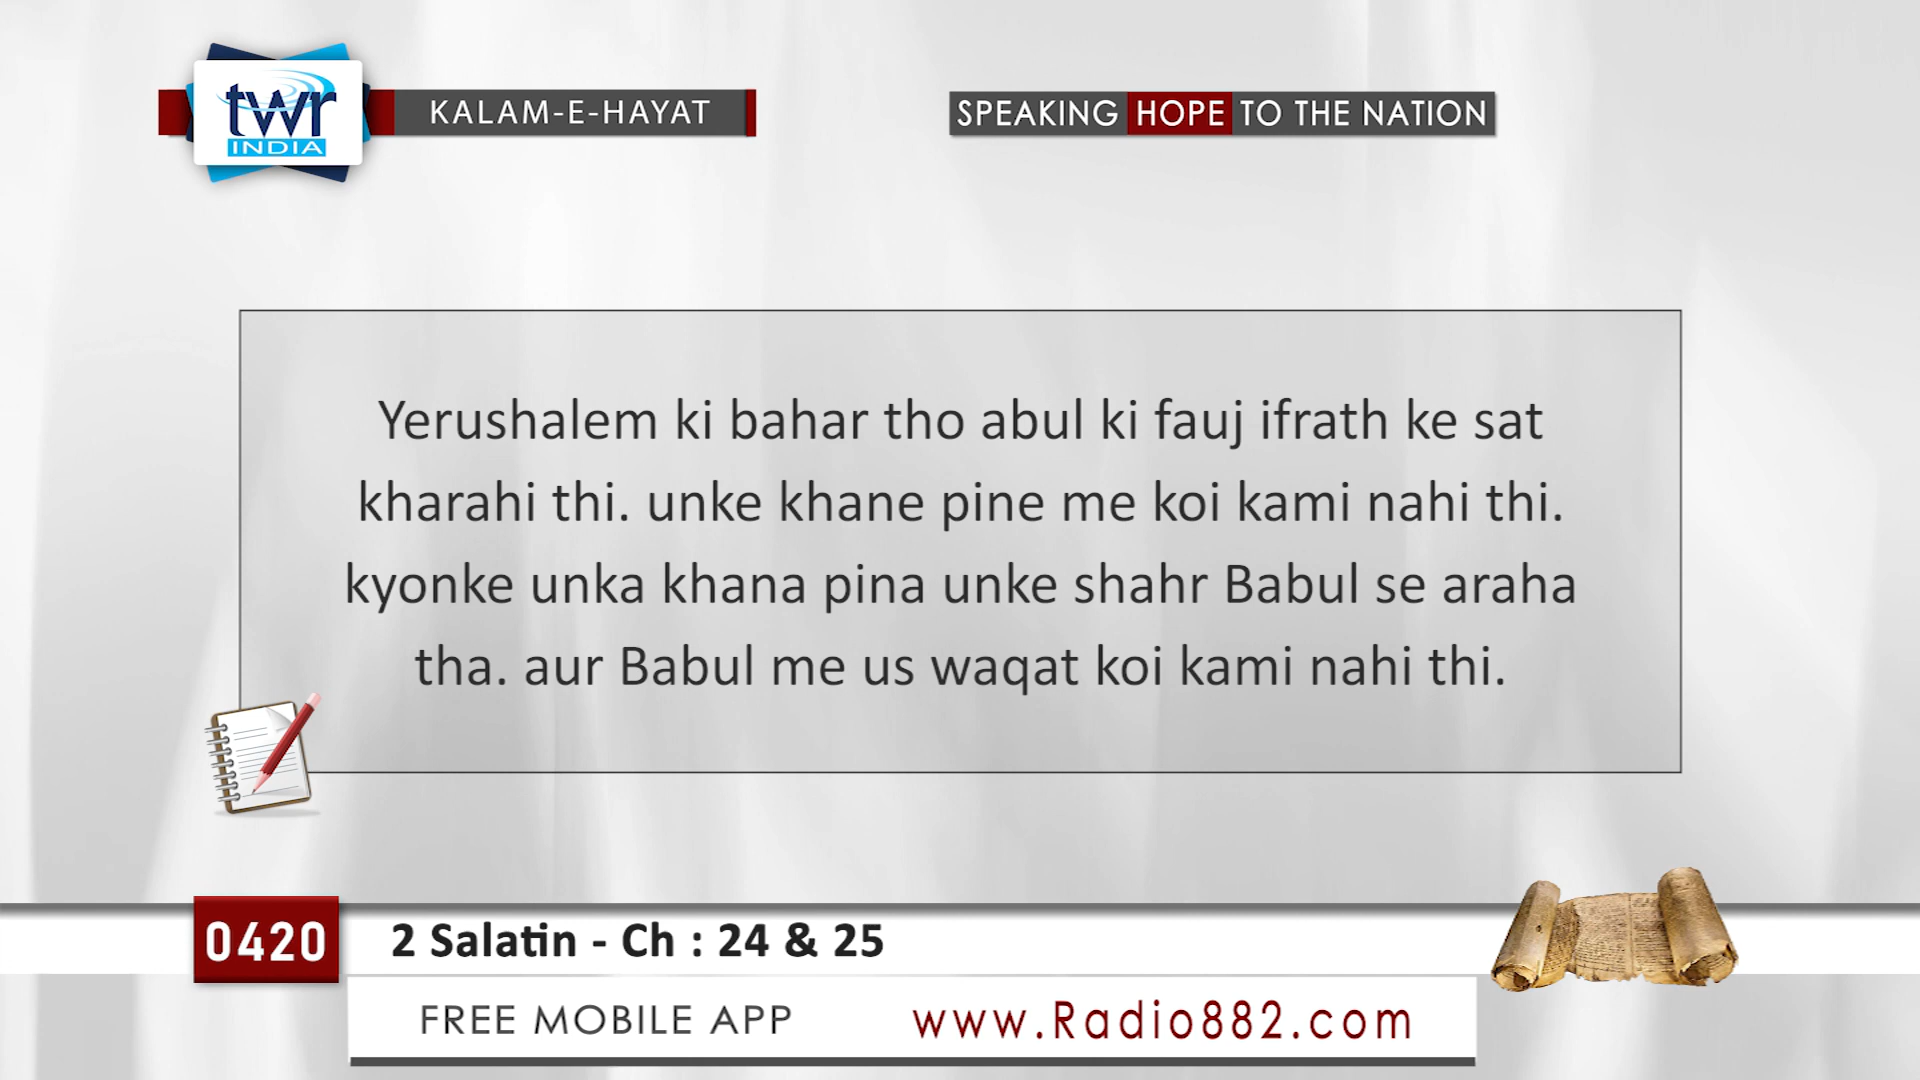 twr
INDIA
KALAM-E-HAYAT
SPEAKING HOPE TO THE NATION
Yerushalem ki bahar tho abul ki fauj ifrath ke sat
kharahi thi. unke khane pine me koi kami nahi thi.
kyonke unka khana pina unke shahr Babul se araha
tha. aur Babul me us waqat koi kami nahi thi.
0420
2 Salatin - Ch : 24 & 25
FREE MOBILE APP
www.Radio882.com